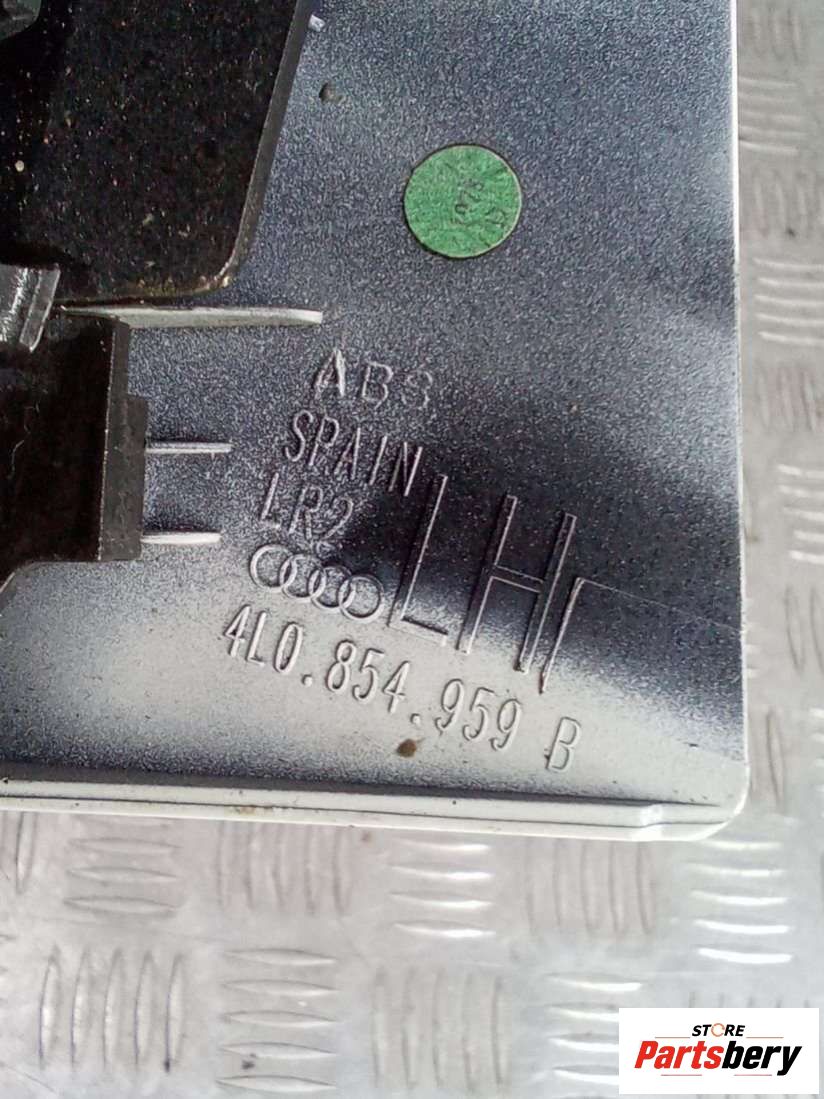 ABS
SPAIN
LR2
LH
4L0.854.959 B
STORE
Partsbery